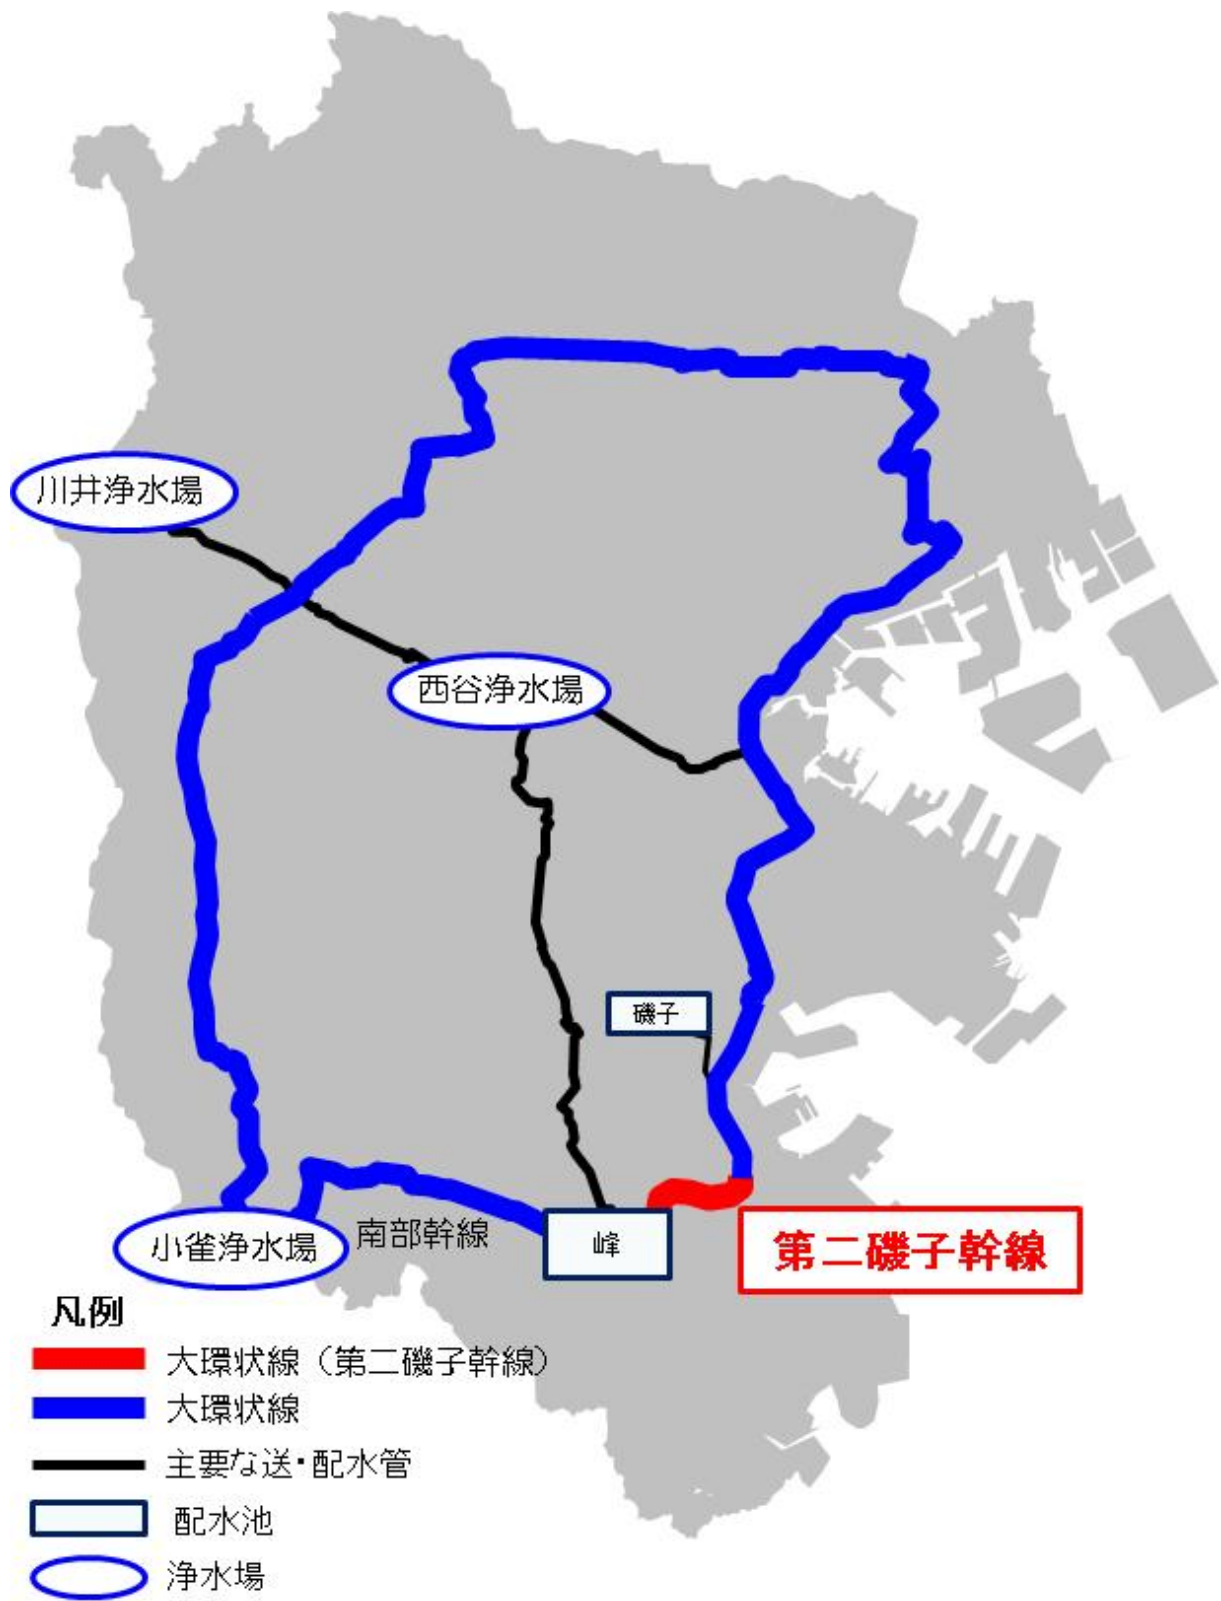 川井浄水場
西谷浄水場
磯子
小雀浄水場
南部幹線
峰
第二磯子幹線
凡例
大環状線（第二磯子幹線）
大環状線
主要な送・配水管
配水池
浄水場